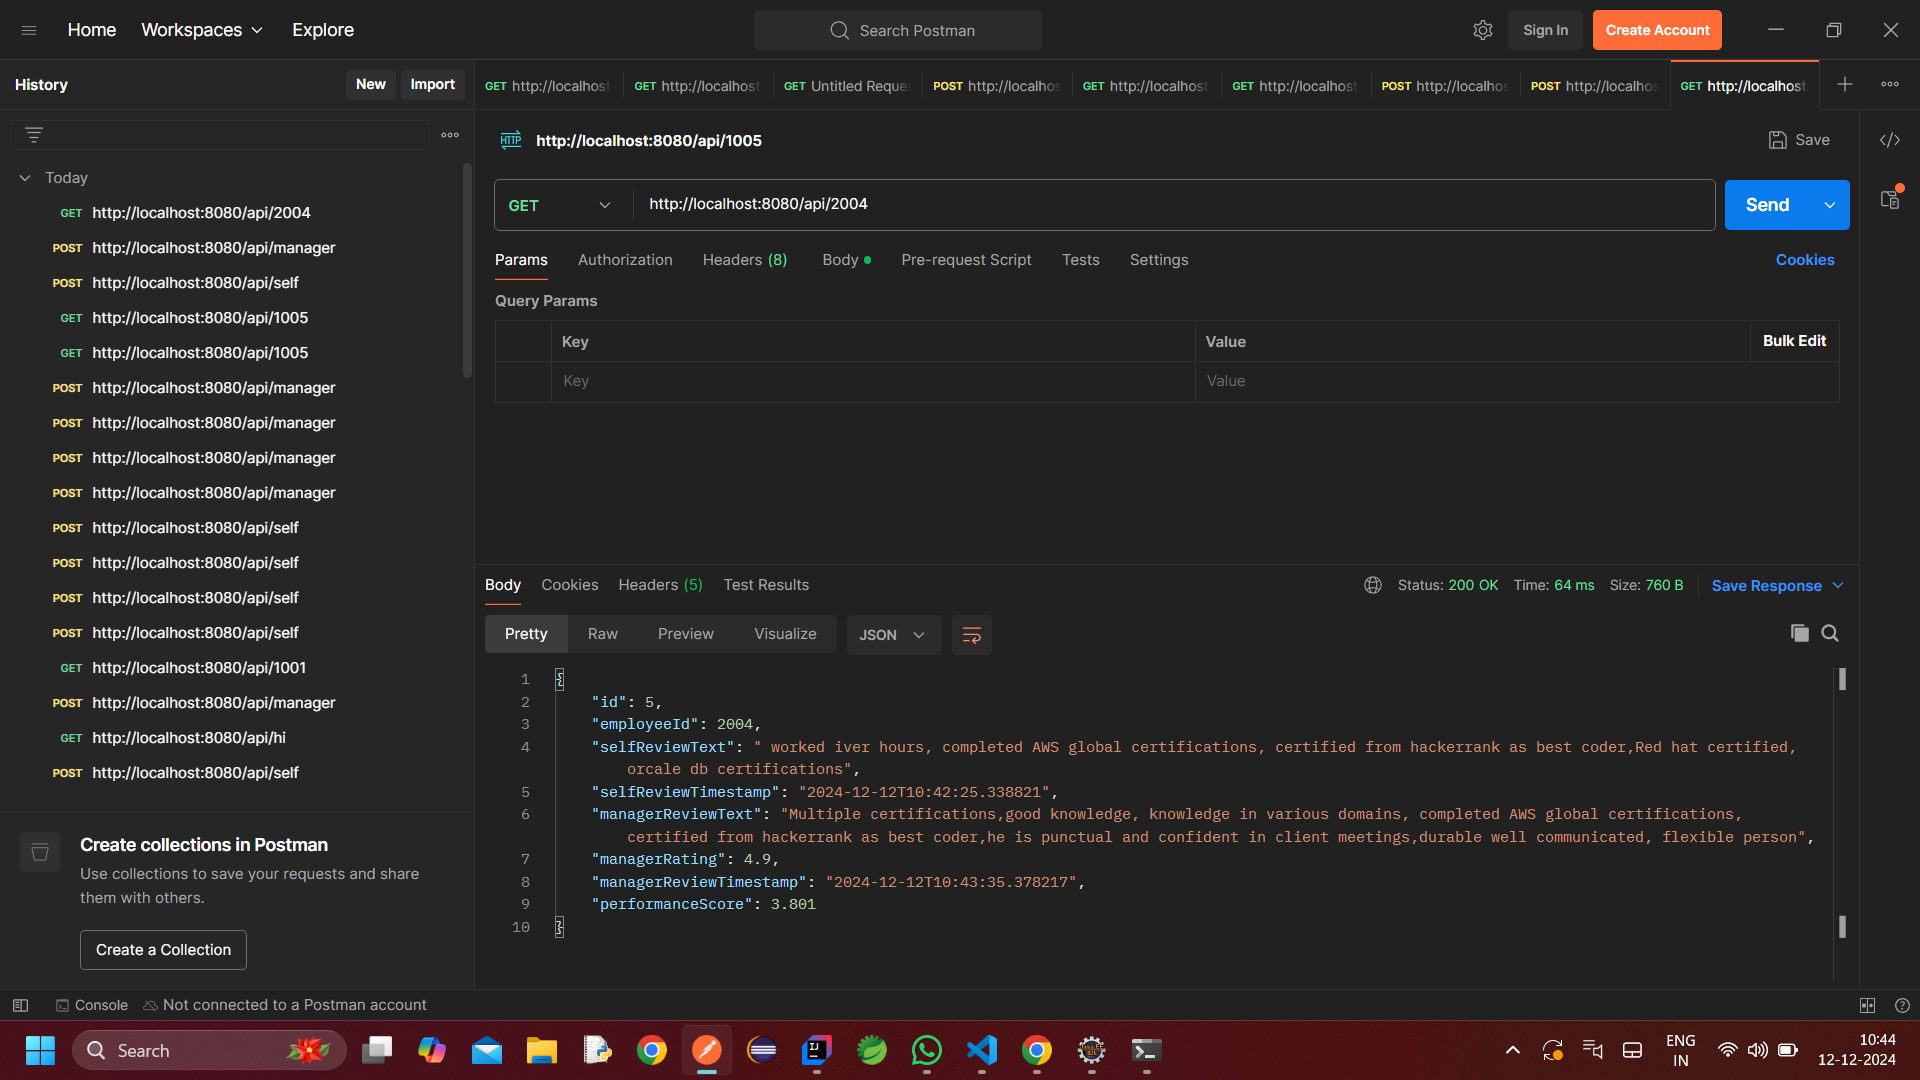 Home
Workspaces
Explore
Search Postman
Sign In
Create Account
History
New
Import
GET http://localhost
GET http://localhost
GET Untitled Reque
POST http://localhos
GET http://localhost
GET http://localhost
POST http://localhos
POST http://localhos
GET http://localhost
HTTP http://localhost:8080/api/1005
Save
Today
GET http://localhost:8080/api/2004
POST http://localhost:8080/api/manager
POST http://localhost:8080/api/self
GET http://localhost:8080/api/1005
GET http://localhost:8080/api/1005
POST http://localhost:8080/api/manager
POST http://localhost:8080/api/manager
POST http://localhost:8080/api/manager
POST http://localhost:8080/api/manager
POST http://localhost:8080/api/self
POST http://localhost:8080/api/self
POST http://localhost:8080/api/self
POST http://localhost:8080/api/self
GET http://localhost:8080/api/1001
POST http://localhost:8080/api/manager
GET http://localhost:8080/api/hi
POST http://localhost:8080/api/self
Create collections in Postman
Use collections to save your requests and share
them with others.
Create a Collection
GET http://localhost:8080/api/2004
Send
Params Authorization Headers (8) Body Pre-request Script Tests Settings
Cookies
Query Params
Key Value Bulk Edit
Key Value
Body Cookies Headers (5) Test Results
Status: 200 OK Time: 64 ms Size: 760 B
Save Response
Pretty Raw Preview Visualize JSON
1 {
2 "id": 5,
3 "employeeId": 2004,
4 "selfReviewText": " worked iver hours, completed AWS global certifications, certified from hackerrank as best coder,Red hat certified,
orcale db certifications",
5 "selfReviewTimestamp": "2024-12-12T10:42:25.338821",
6 "managerReviewText": "Multiple certifications,good knowledge, knowledge in various domains, completed AWS global certifications,
certified from hackerrank as best coder,he is punctual and confident in client meetings,durable well communicated, flexible person",
7 "managerRating": 4.9,
8 "managerReviewTimestamp": "2024-12-12T10:43:35.378217",
9 "performanceScore": 3.801
10 }
Console
Not connected to a Postman account
Search
ENG
IN
10:44
12-12-2024